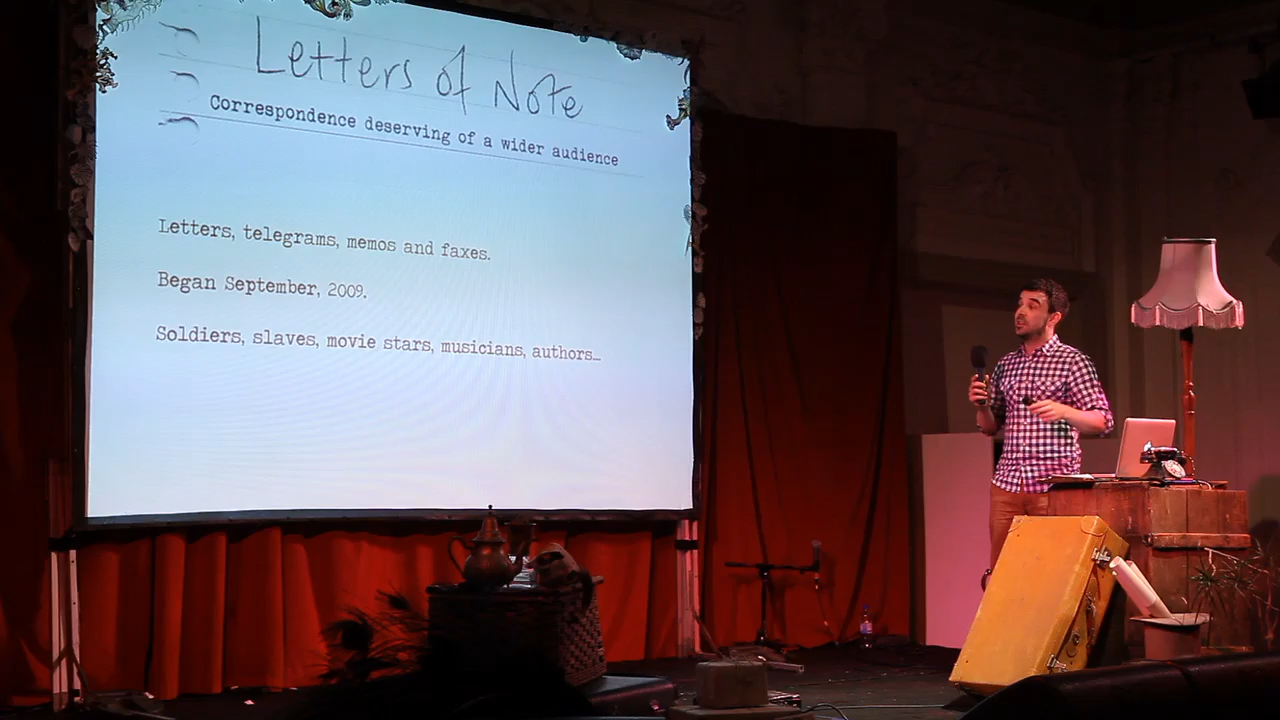 Letters of Note
Correspondence deserving of a wider audience
Letters, telegrams, memos and faxes.
Began September, 2009.
Soldiers, slaves, movie stars, musicians, authors...